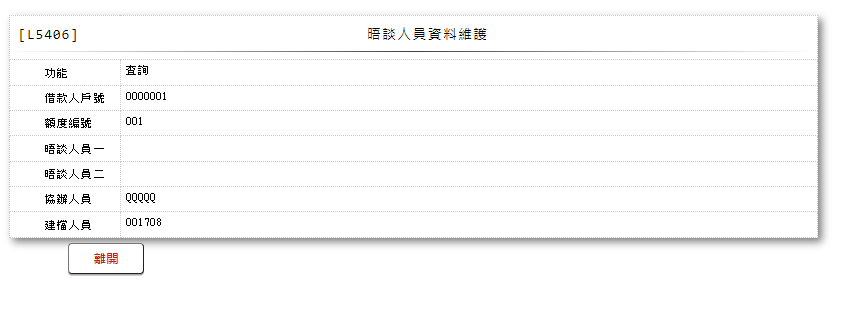 [L5406] 晤談人員資料維護
功能 查詢
借款人戶號 0000001
額度編號 001
晤談人員一
晤談人員二
協辦人員 QQQQQ
建檔人員 001708
離開